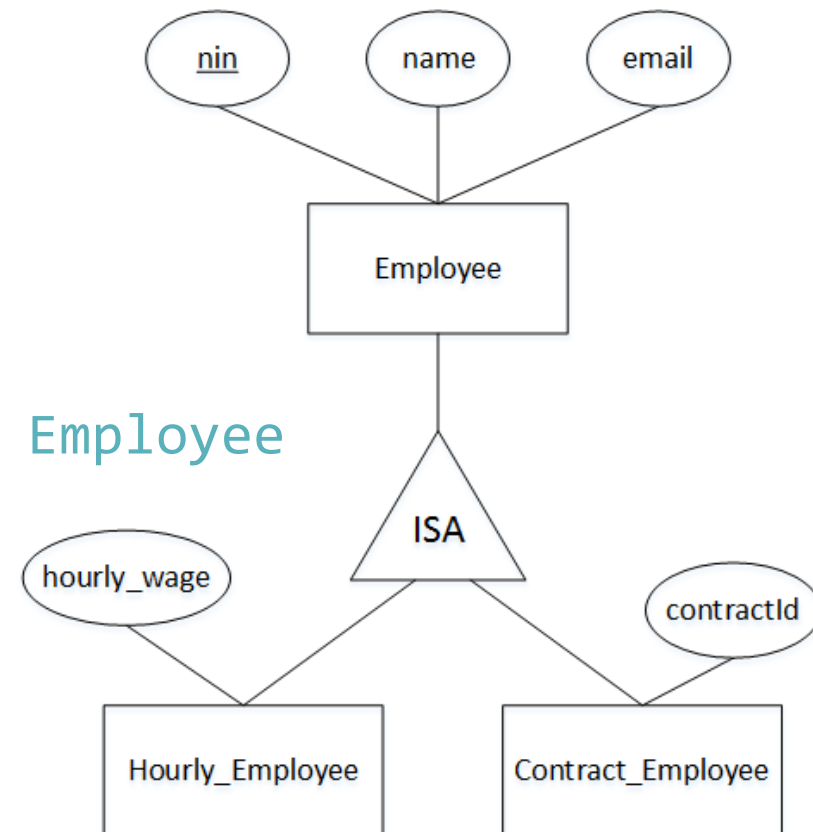 nin
name
email
Employee
Employee
ISA
hourly_wage
contractId
Hourly_Employee
Contract_Employee